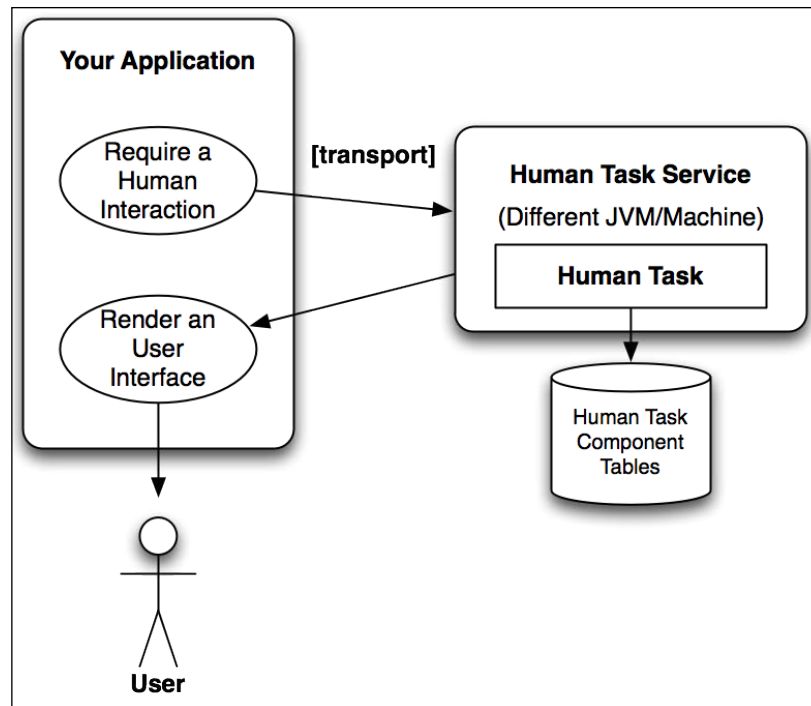 Your Application
Require a
Human
Interaction
[transport]
Human Task Service
(Different JVM/Machine)
Human Task
Render an
User
Interface
Human Task
Component
Tables
User